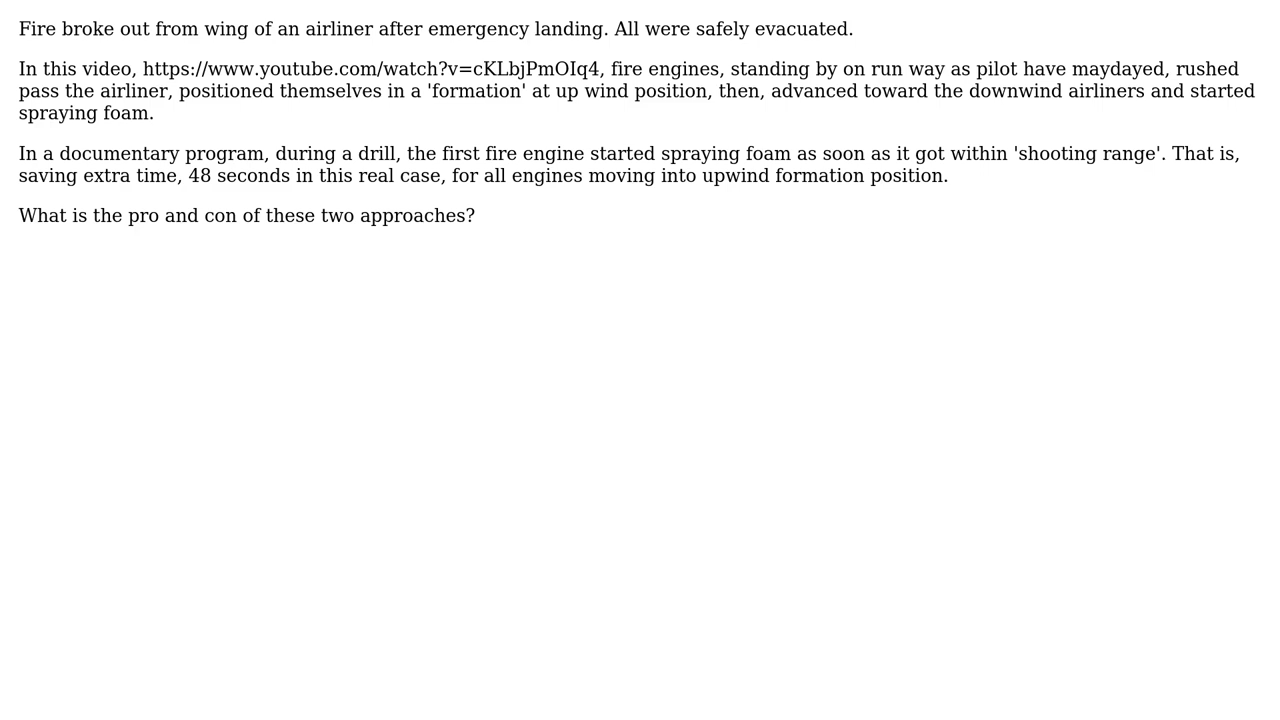 Fire broke out from wing of an airliner after emergency landing. All were safely evacuated.
In this video, https://www.youtube.com/watch?v=cKLbjPmOIq4, fire engines, standing by on run way as pilot have maydayed, rushed
pass the airliner, positioned themselves in a 'formation' at up wind position, then, advanced toward the downwind airliners and started
spraying foam.
In a documentary program, during a drill, the first fire engine started spraying foam as soon as it got within 'shooting range'. That is,
saving extra time, 48 seconds in this real case, for all engines moving into upwind formation position.
What is the pro and con of these two approaches?